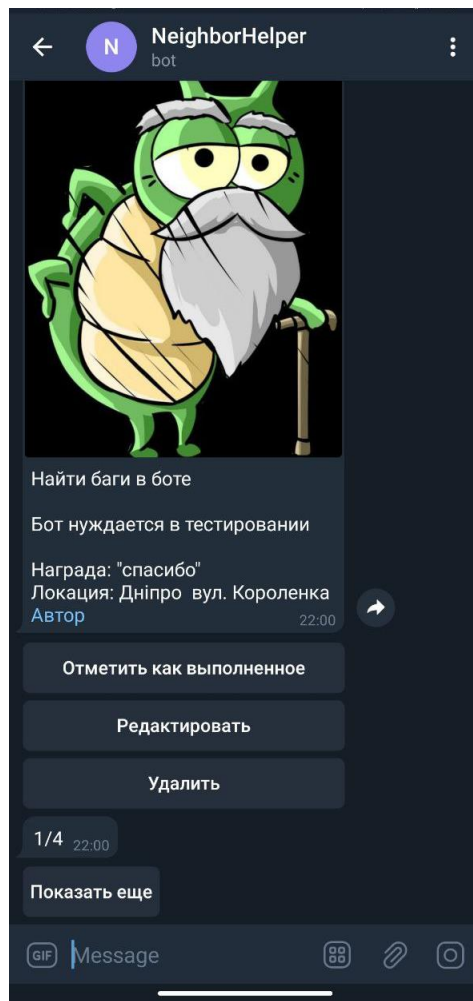 NeighborHelper
N
bot
Найти баги в боте
Бот нуждается в тестировании
Награда: "спасибо"
Локация: Дніпро вул. Короленка
Автор
22:00
Отметить как выполненное
Редактировать
Удалить
1/4 22:00
Показать еще
GIF Message